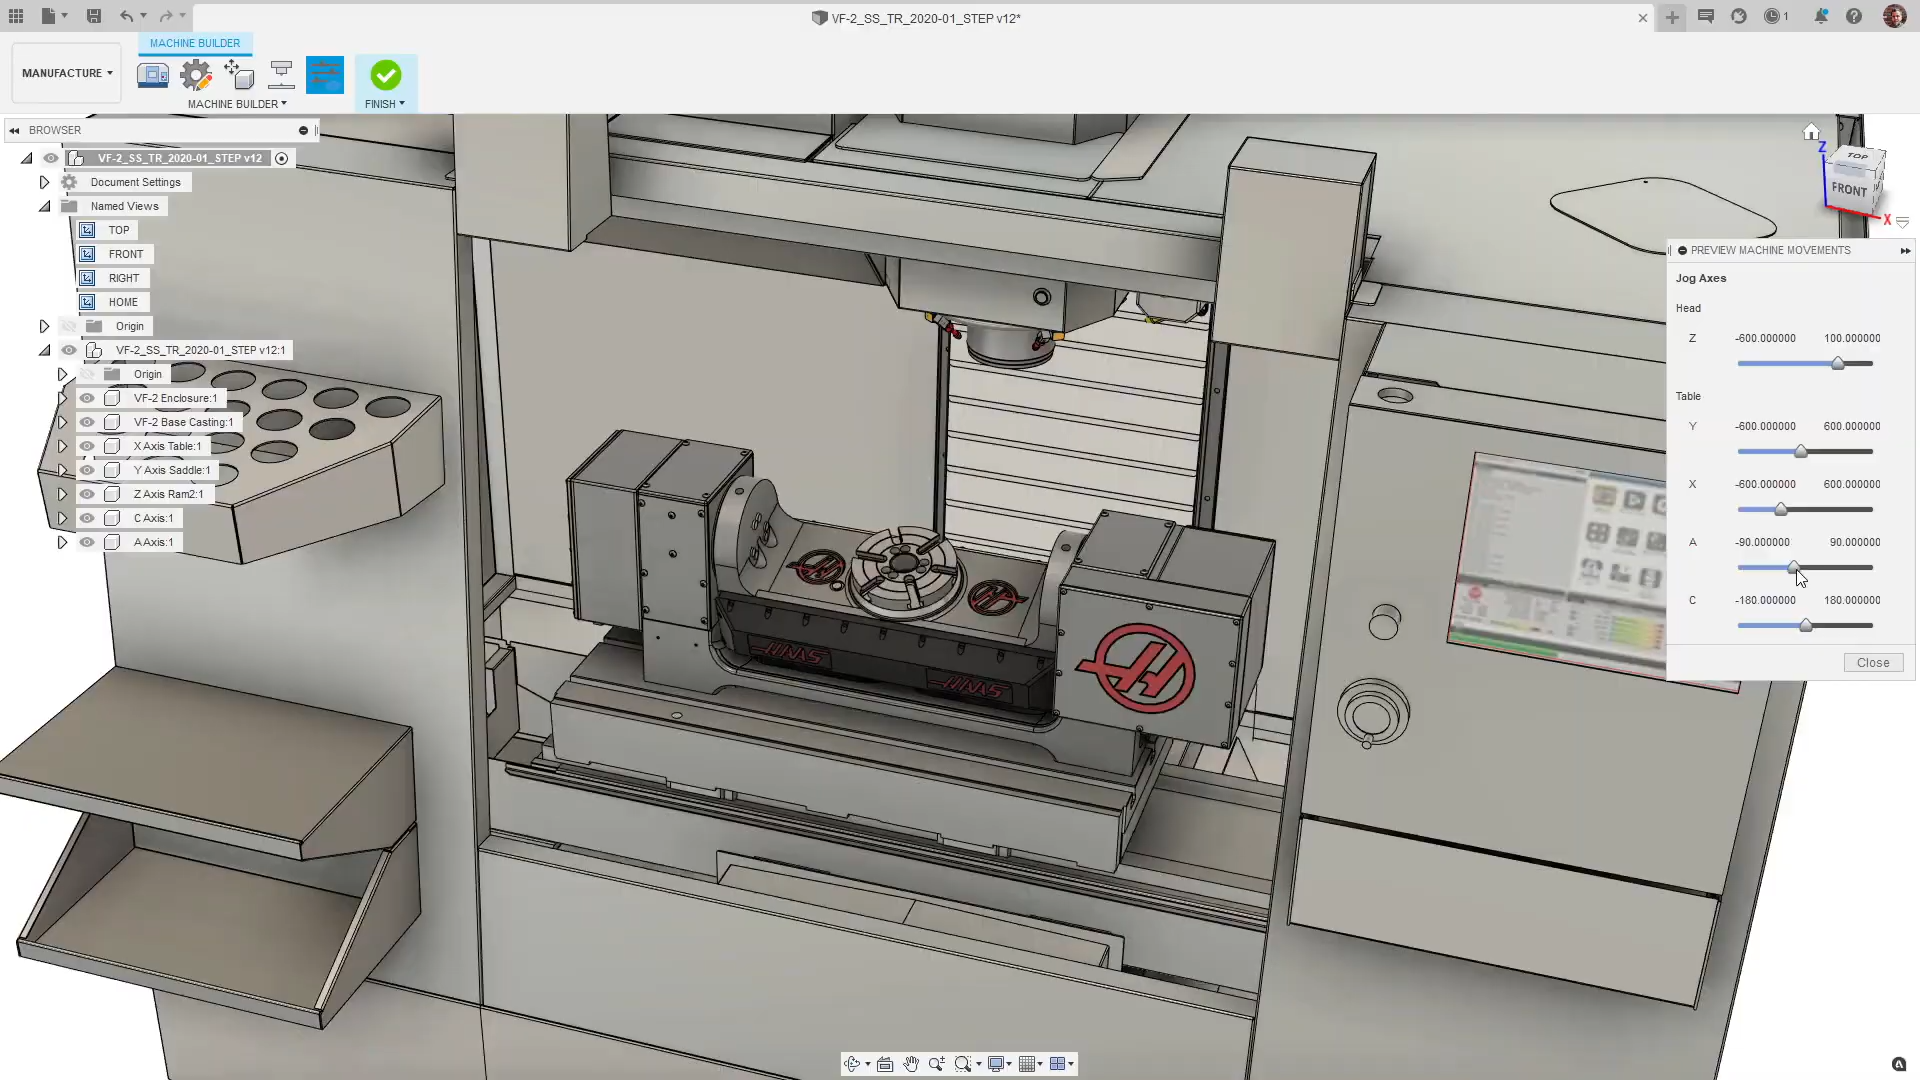 VF-2_SS_TR_2020-01_STEP v12*
1
MACHINE BUILDER
MANUFACTURE
MACHINE BUILDER
FINISH
BROWSER
VF-2_SS_TR_2020-01_STEP v12
Document Settings
Named Views
TOP
FRONT
RIGHT
HOME
Origin
VF-2_SS_TR_2020-01_STEP v12:1
Origin
VF-2 Enclosure:1
VF-2 Base Casting:1
X Axis Table:1
Y Axis Saddle:1
Z Axis Ram2:1
C Axis:1
A Axis:1
Z
TOP
FRONT
X
PREVIEW MACHINE MOVEMENTS
Jog Axes
Head
Z -600.000000 100.000000
Table
Y -600.000000 600.000000
X -600.000000 600.000000
A -90.000000 90.000000
C -180.000000 180.000000
Close
HAAS
HAAS